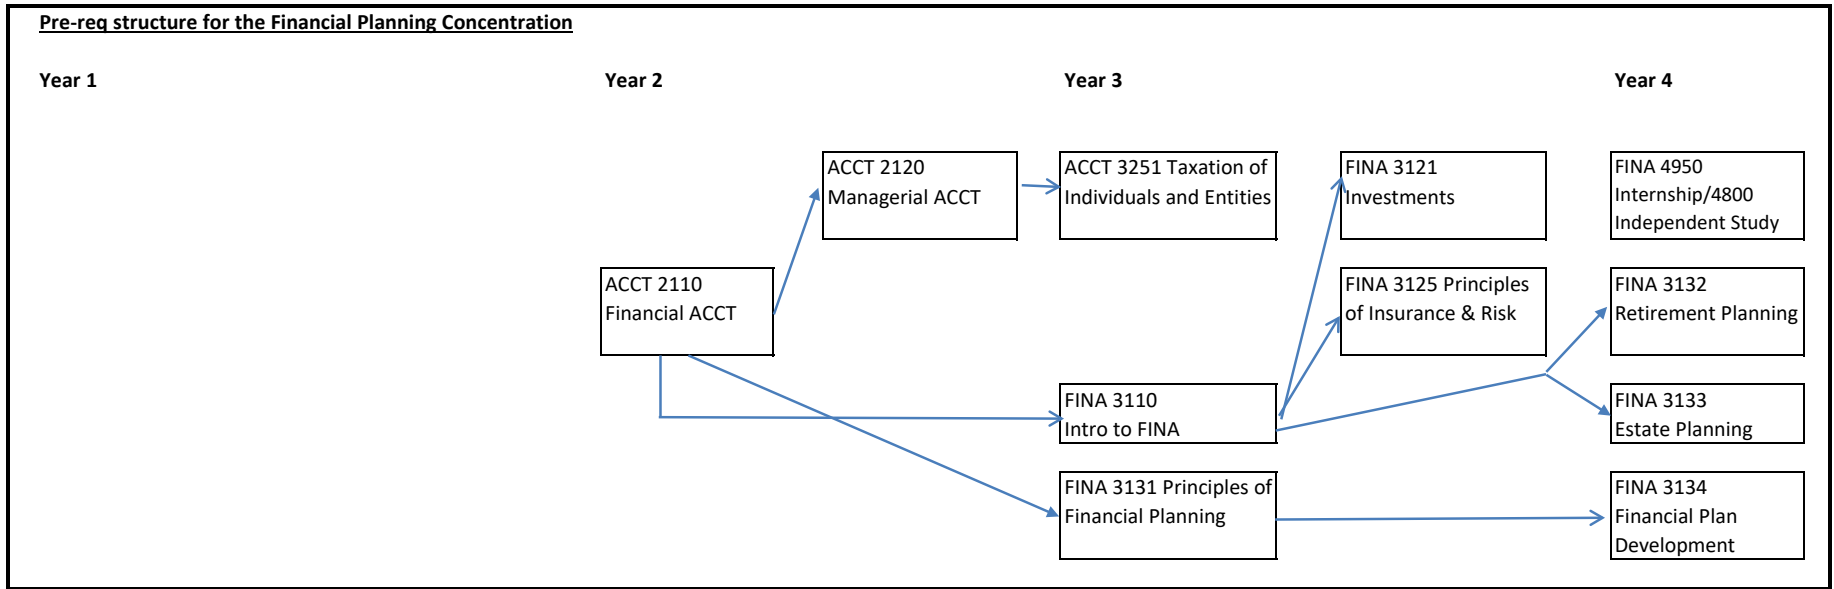 Pre-req structure for the Financial Planning Concentration
Year 1
Year 2
Year 3
Year 4
ACCT 2120
Managerial ACCT
ACCT 3251 Taxation of
Individuals and Entities
FINA 3121
Investments
FINA 4950
Internship/4800
Independent Study
ACCT 2110
Financial ACCT
FINA 3125 Principles
of Insurance & Risk
FINA 3132
Retirement Planning
FINA 3110
Intro to FINA
FINA 3133
Estate Planning
FINA 3131 Principles of
Financial Planning
FINA 3134
Financial Plan
Development